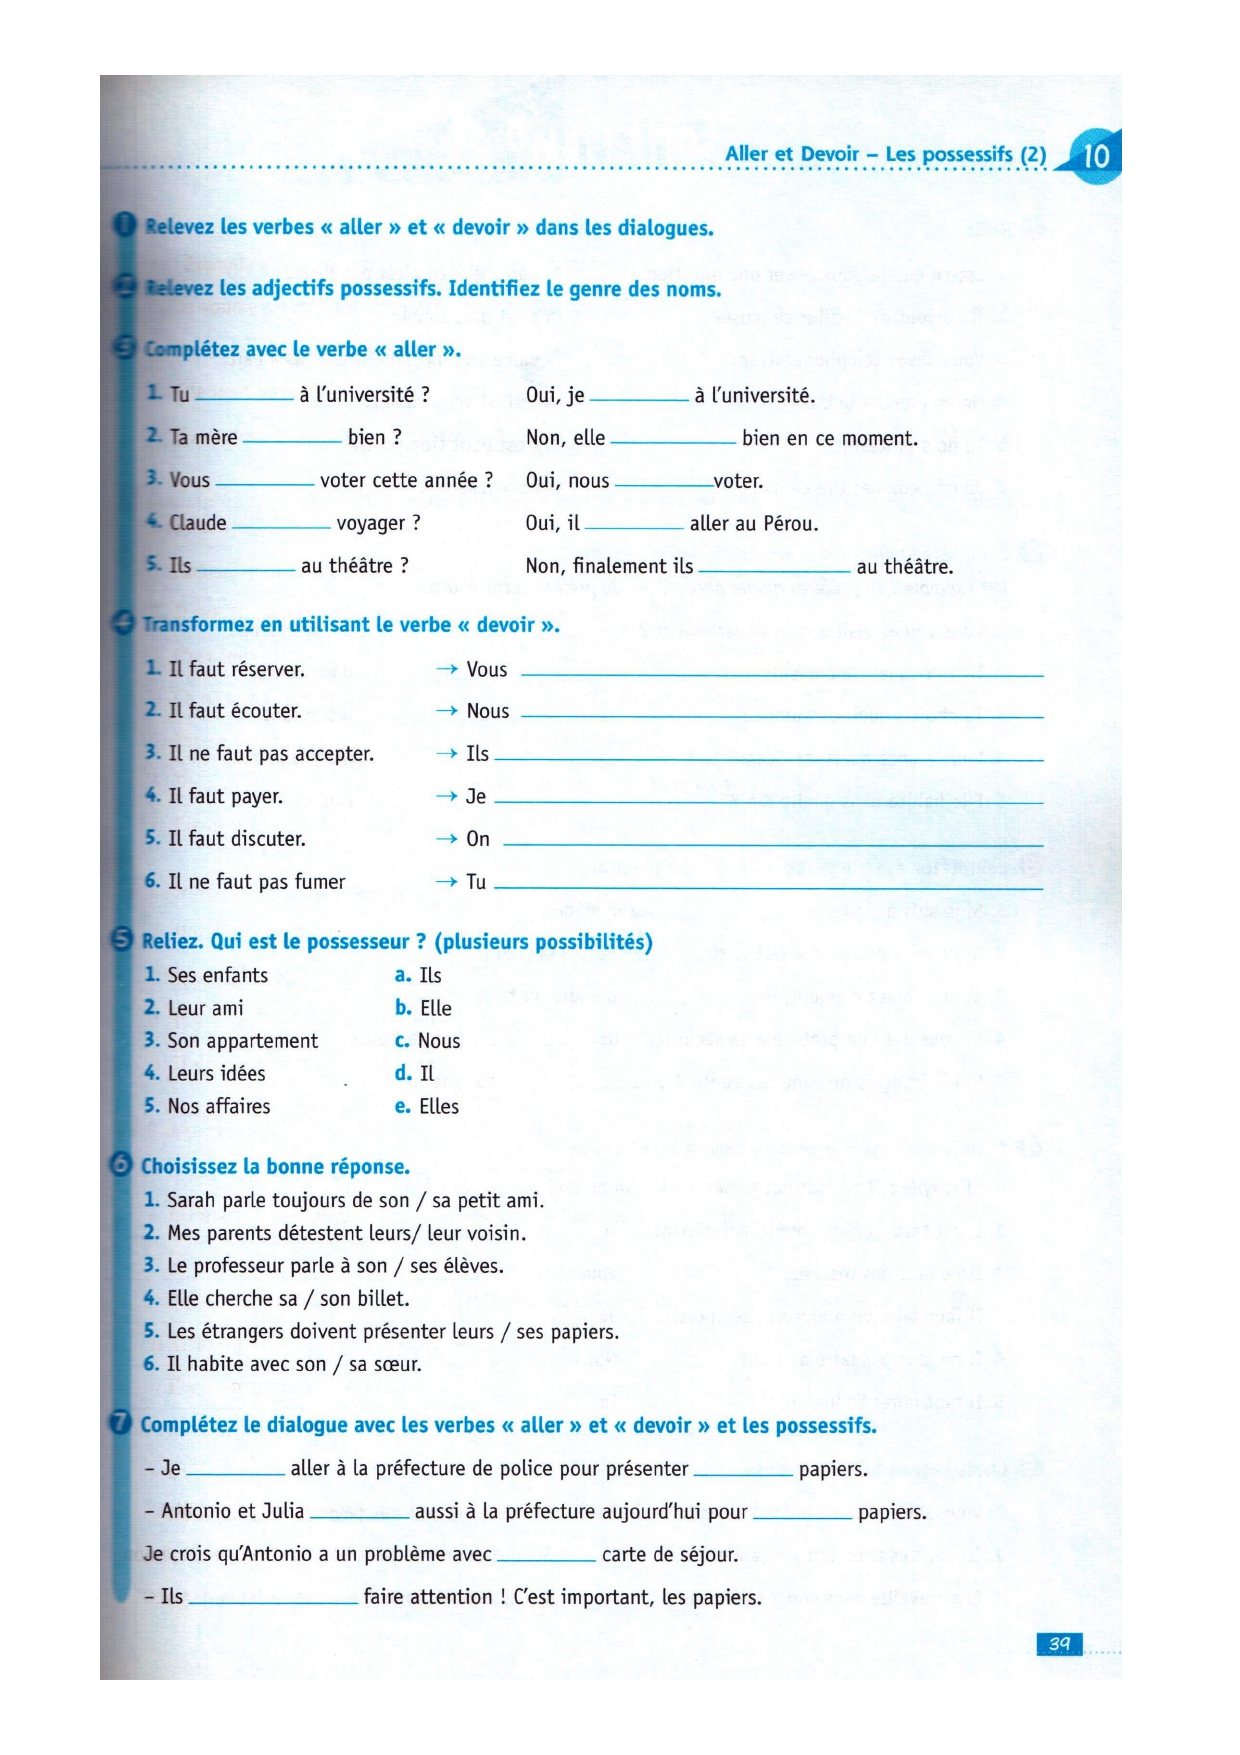 Aller et Devoir – Les possessifs (2) 10
1 Relevez les verbes « aller » et « devoir » dans les dialogues.
2 Relevez les adjectifs possessifs. Identifiez le genre des noms.
3 Complétez avec le verbe « aller ».
1. Tu ________ à l'université ? Oui, je ________ à l'université.
2. Ta mère ________ bien ? Non, elle ________ bien en ce moment.
3. Vous ________ voter cette année ? Oui, nous ________voter.
4. Claude ________ voyager ? Oui, il ________ aller au Pérou.
5. Ils ________ au théâtre ? Non, finalement ils ________ au théâtre.
4 Transformez en utilisant le verbe « devoir ».
1. Il faut réserver. → Vous ________
2. Il faut écouter. → Nous ________
3. Il ne faut pas accepter. → Ils ________
4. Il faut payer. → Je ________
5. Il faut discuter. → On ________
6. Il ne faut pas fumer → Tu ________
5 Reliez. Qui est le possesseur ? (plusieurs possibilités)
1. Ses enfants a. Ils
2. Leur ami b. Elle
3. Son appartement c. Nous
4. Leurs idées d. Il
5. Nos affaires e. Elles
6 Choisissez la bonne réponse.
1. Sarah parle toujours de son / sa petit ami.
2. Mes parents détestent leurs/ leur voisin.
3. Le professeur parle à son / ses élèves.
4. Elle cherche sa / son billet.
5. Les étrangers doivent présenter leurs / ses papiers.
6. Il habite avec son / sa sœur.
7 Complétez le dialogue avec les verbes « aller » et « devoir » et les possessifs.
– Je ________ aller à la préfecture de police pour présenter ________ papiers.
– Antonio et Julia ________ aussi à la préfecture aujourd'hui pour ________ papiers.
Je crois qu'Antonio a un problème avec ________ carte de séjour.
– Ils ________ faire attention ! C'est important, les papiers.
39